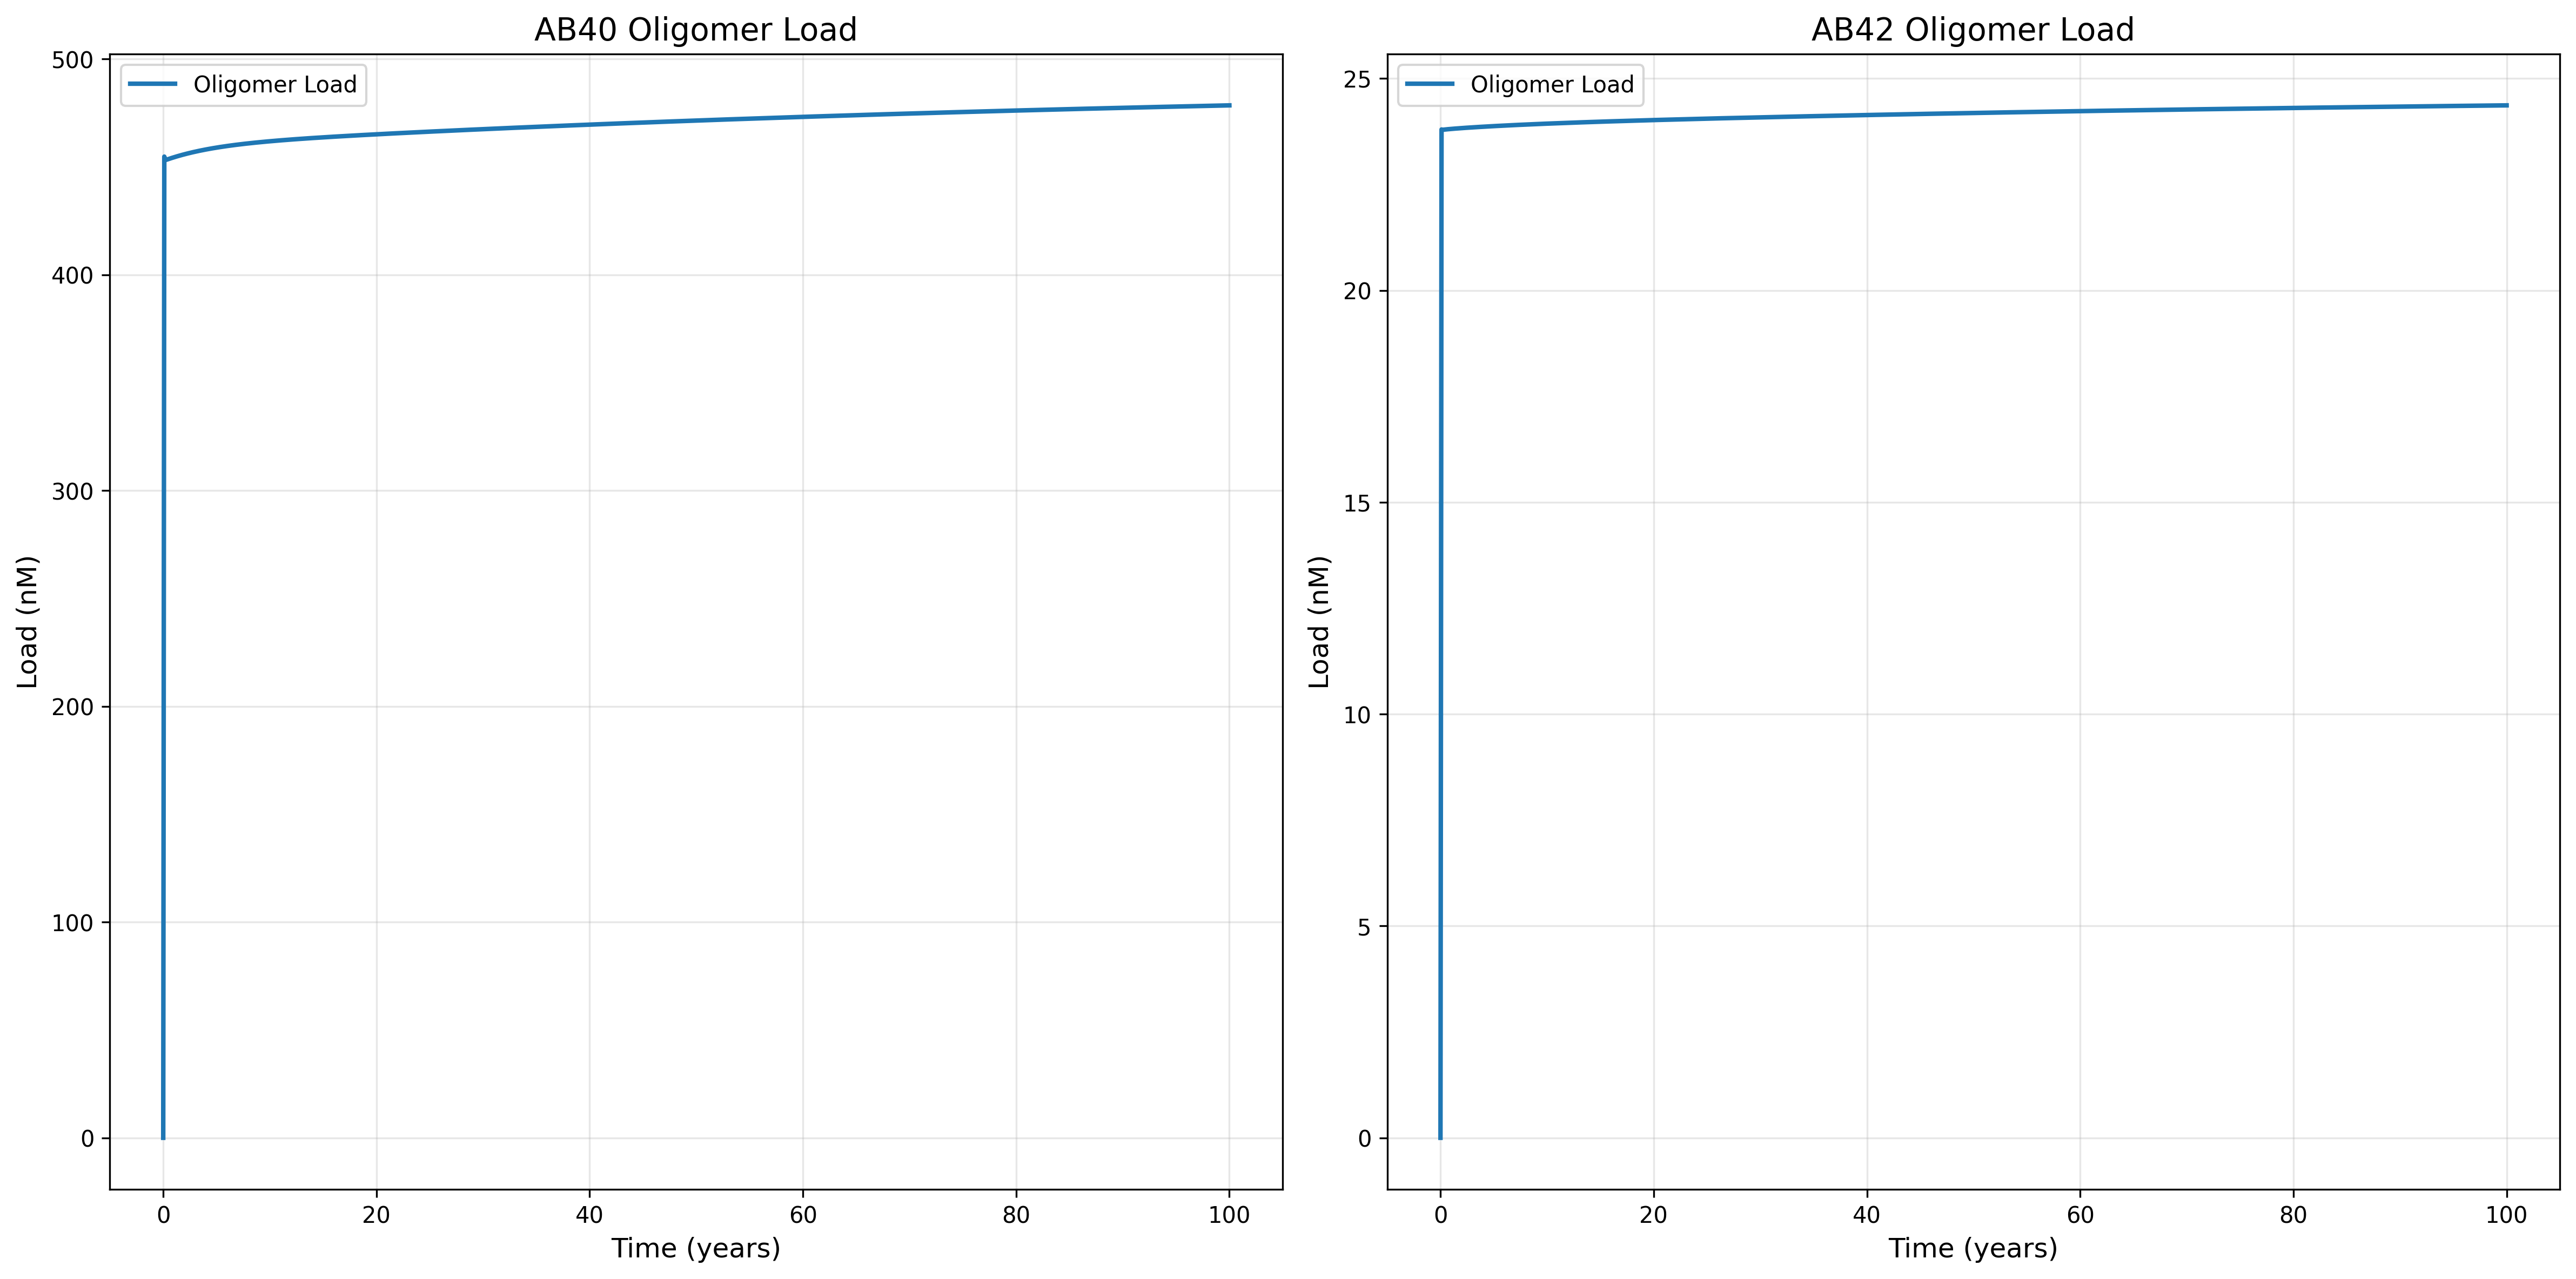 AB40 Oligomer Load
500
400
300
200
100
0
Load (nM)
Oligomer Load
0 20 40 60 80 100
Time (years)
AB42 Oligomer Load
25
20
15
10
5
0
Load (nM)
Oligomer Load
0 20 40 60 80 100
Time (years)